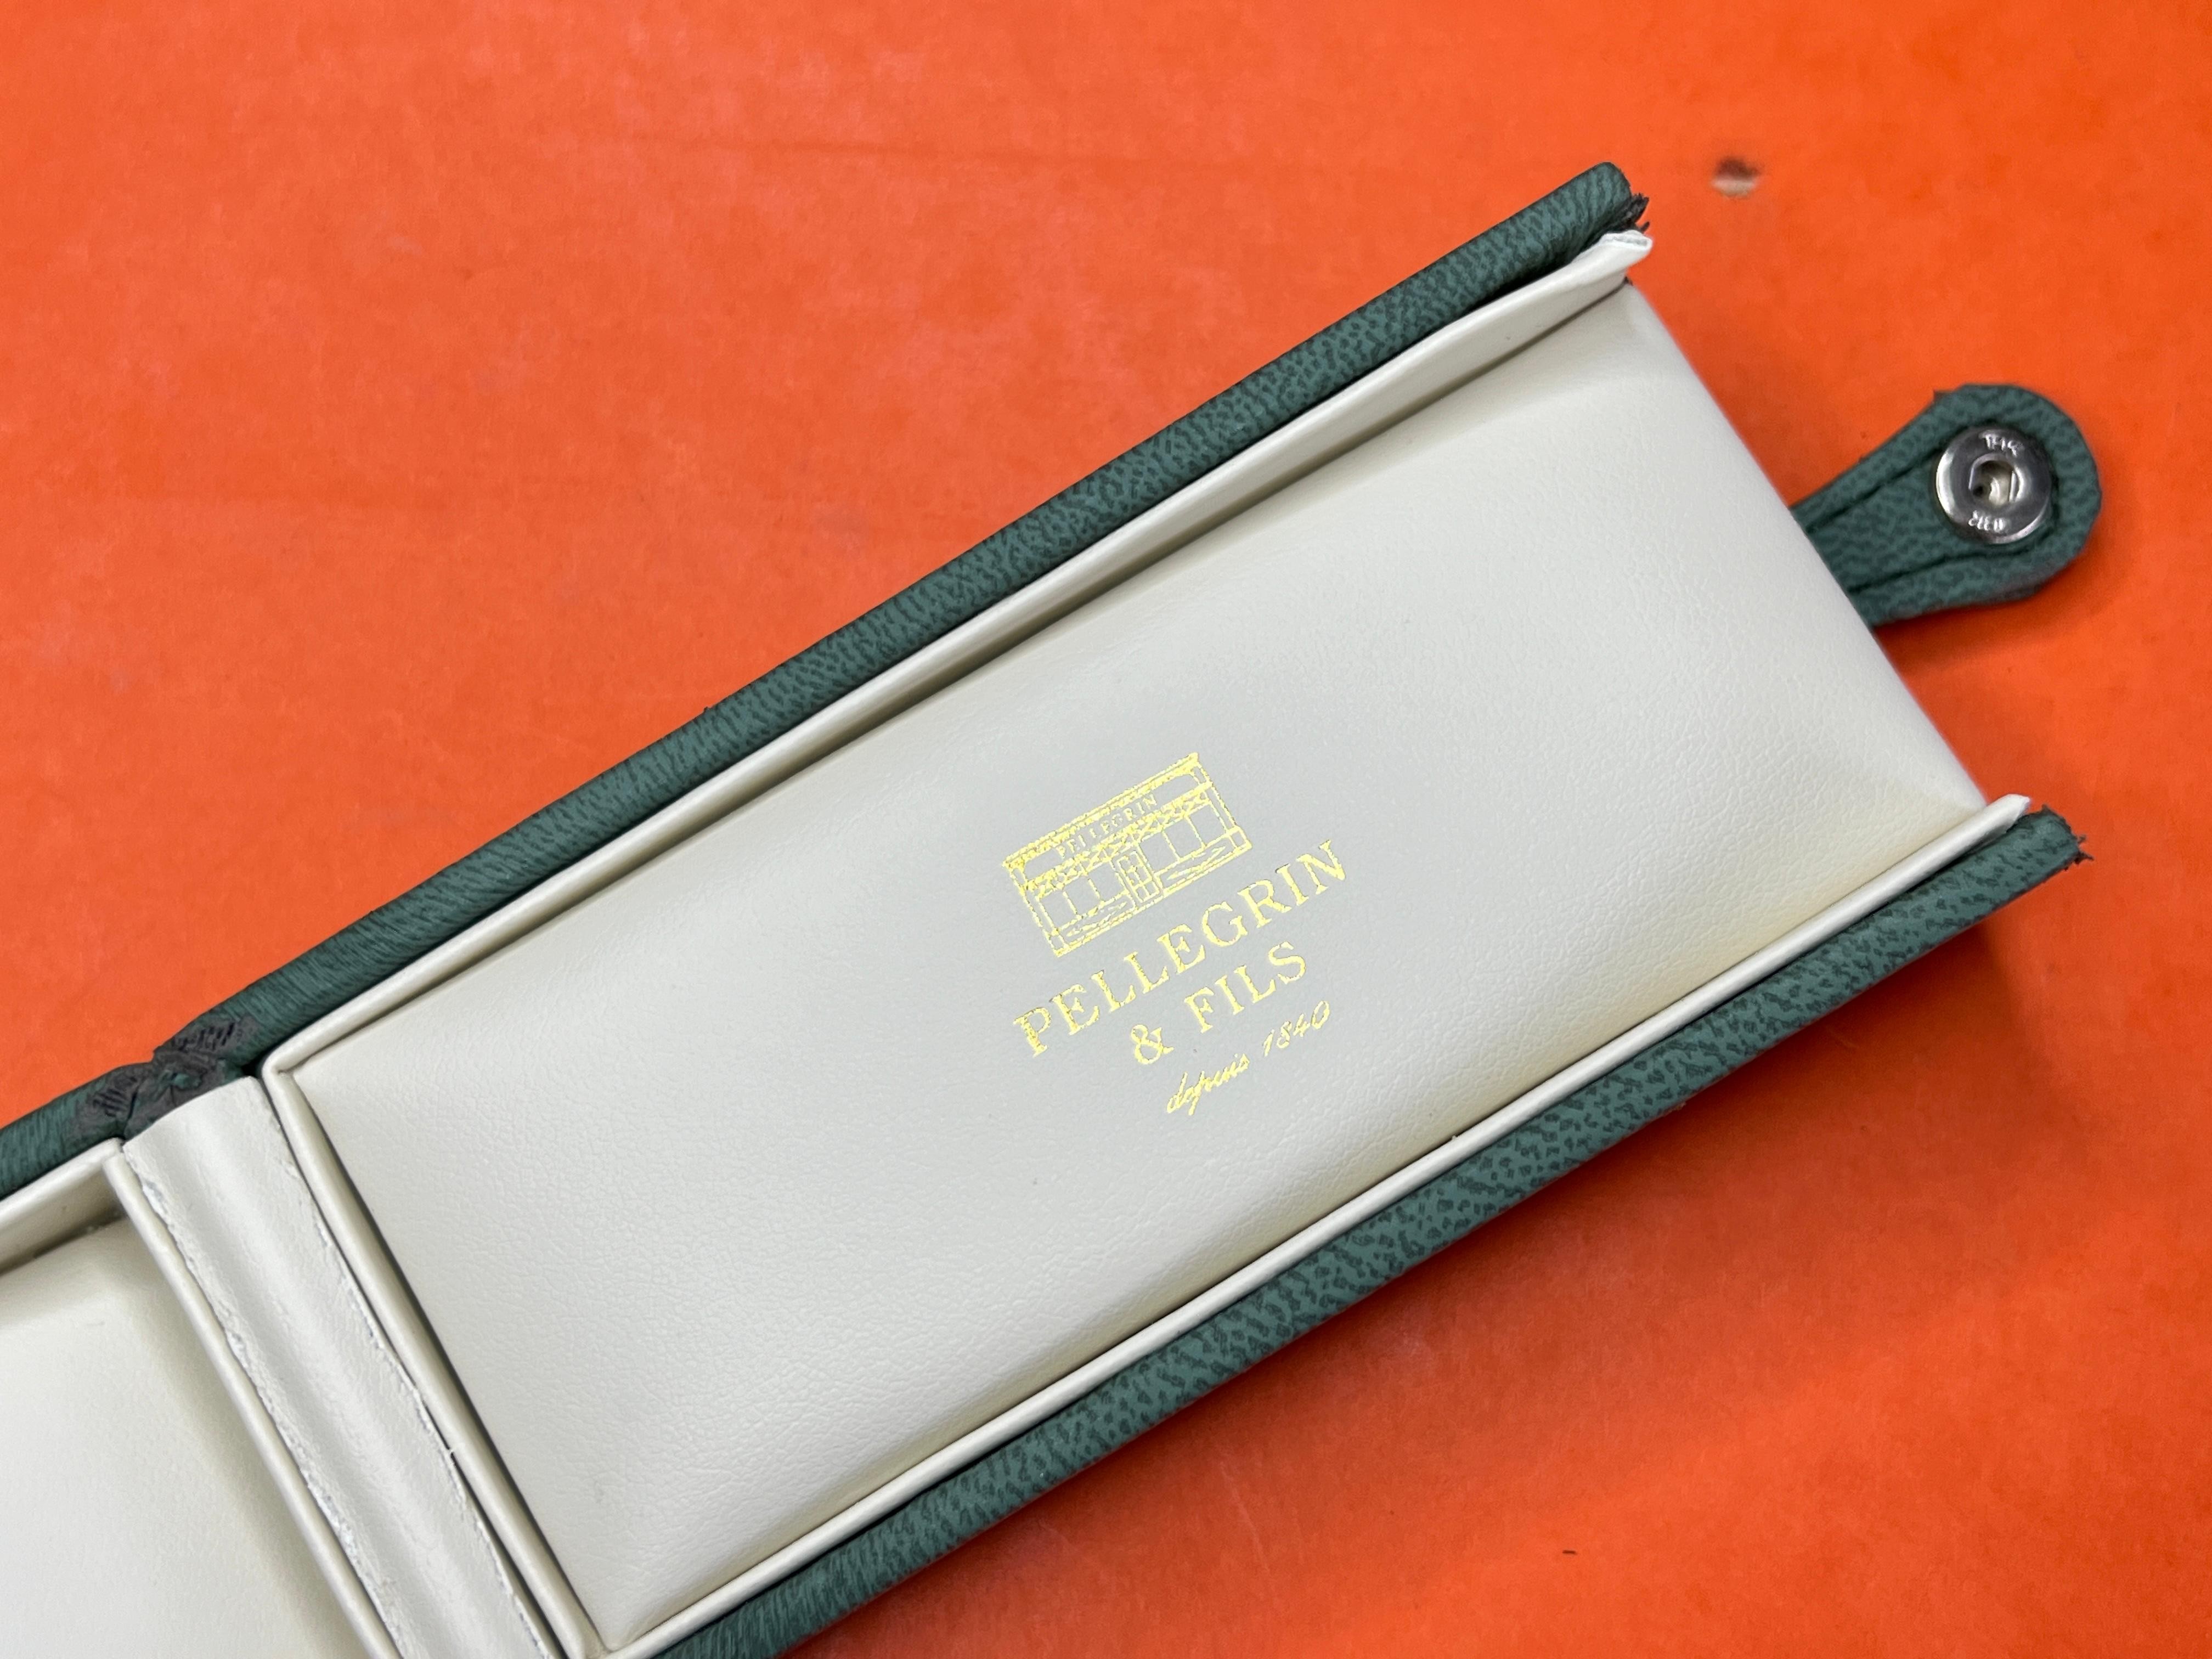 PELLEGRIN
PELLEGRIN
& FILS
depuis 1840